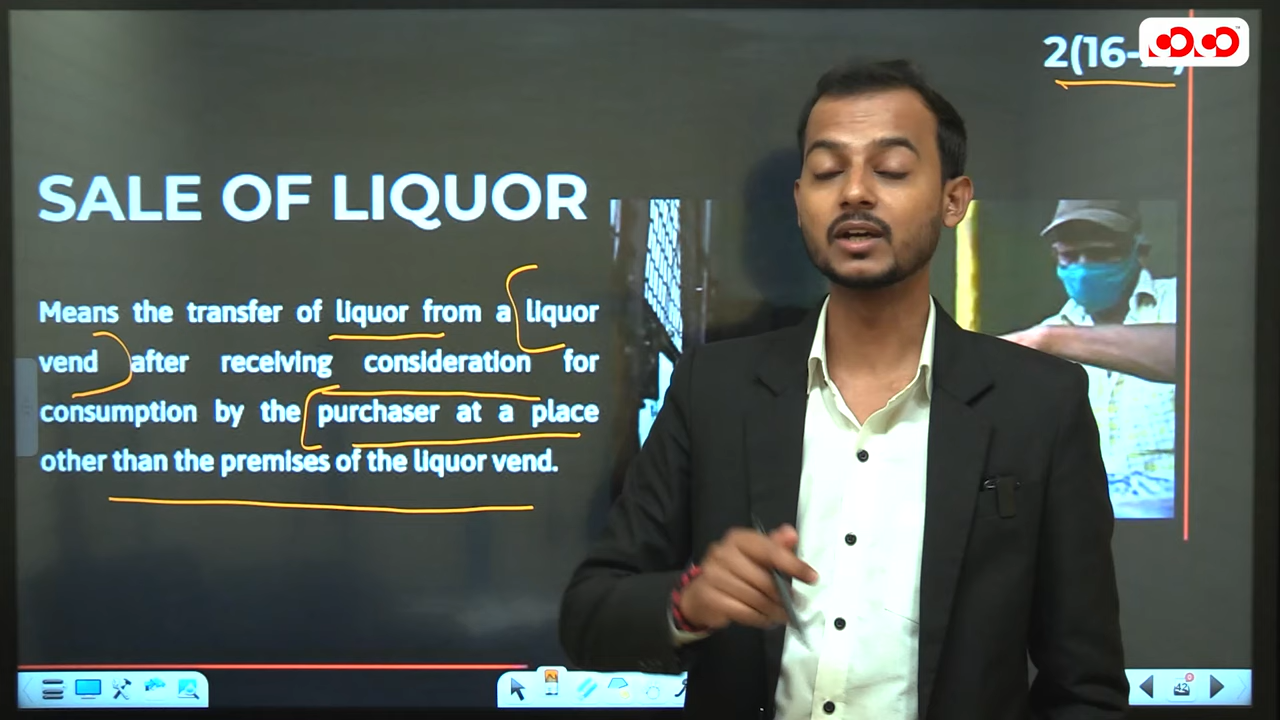 2(16-
SALE OF LIQUOR
Means the transfer of liquor from a liquor
vend after receiving consideration for
consumption by the purchaser at a place
other than the premises of the liquor vend.
42